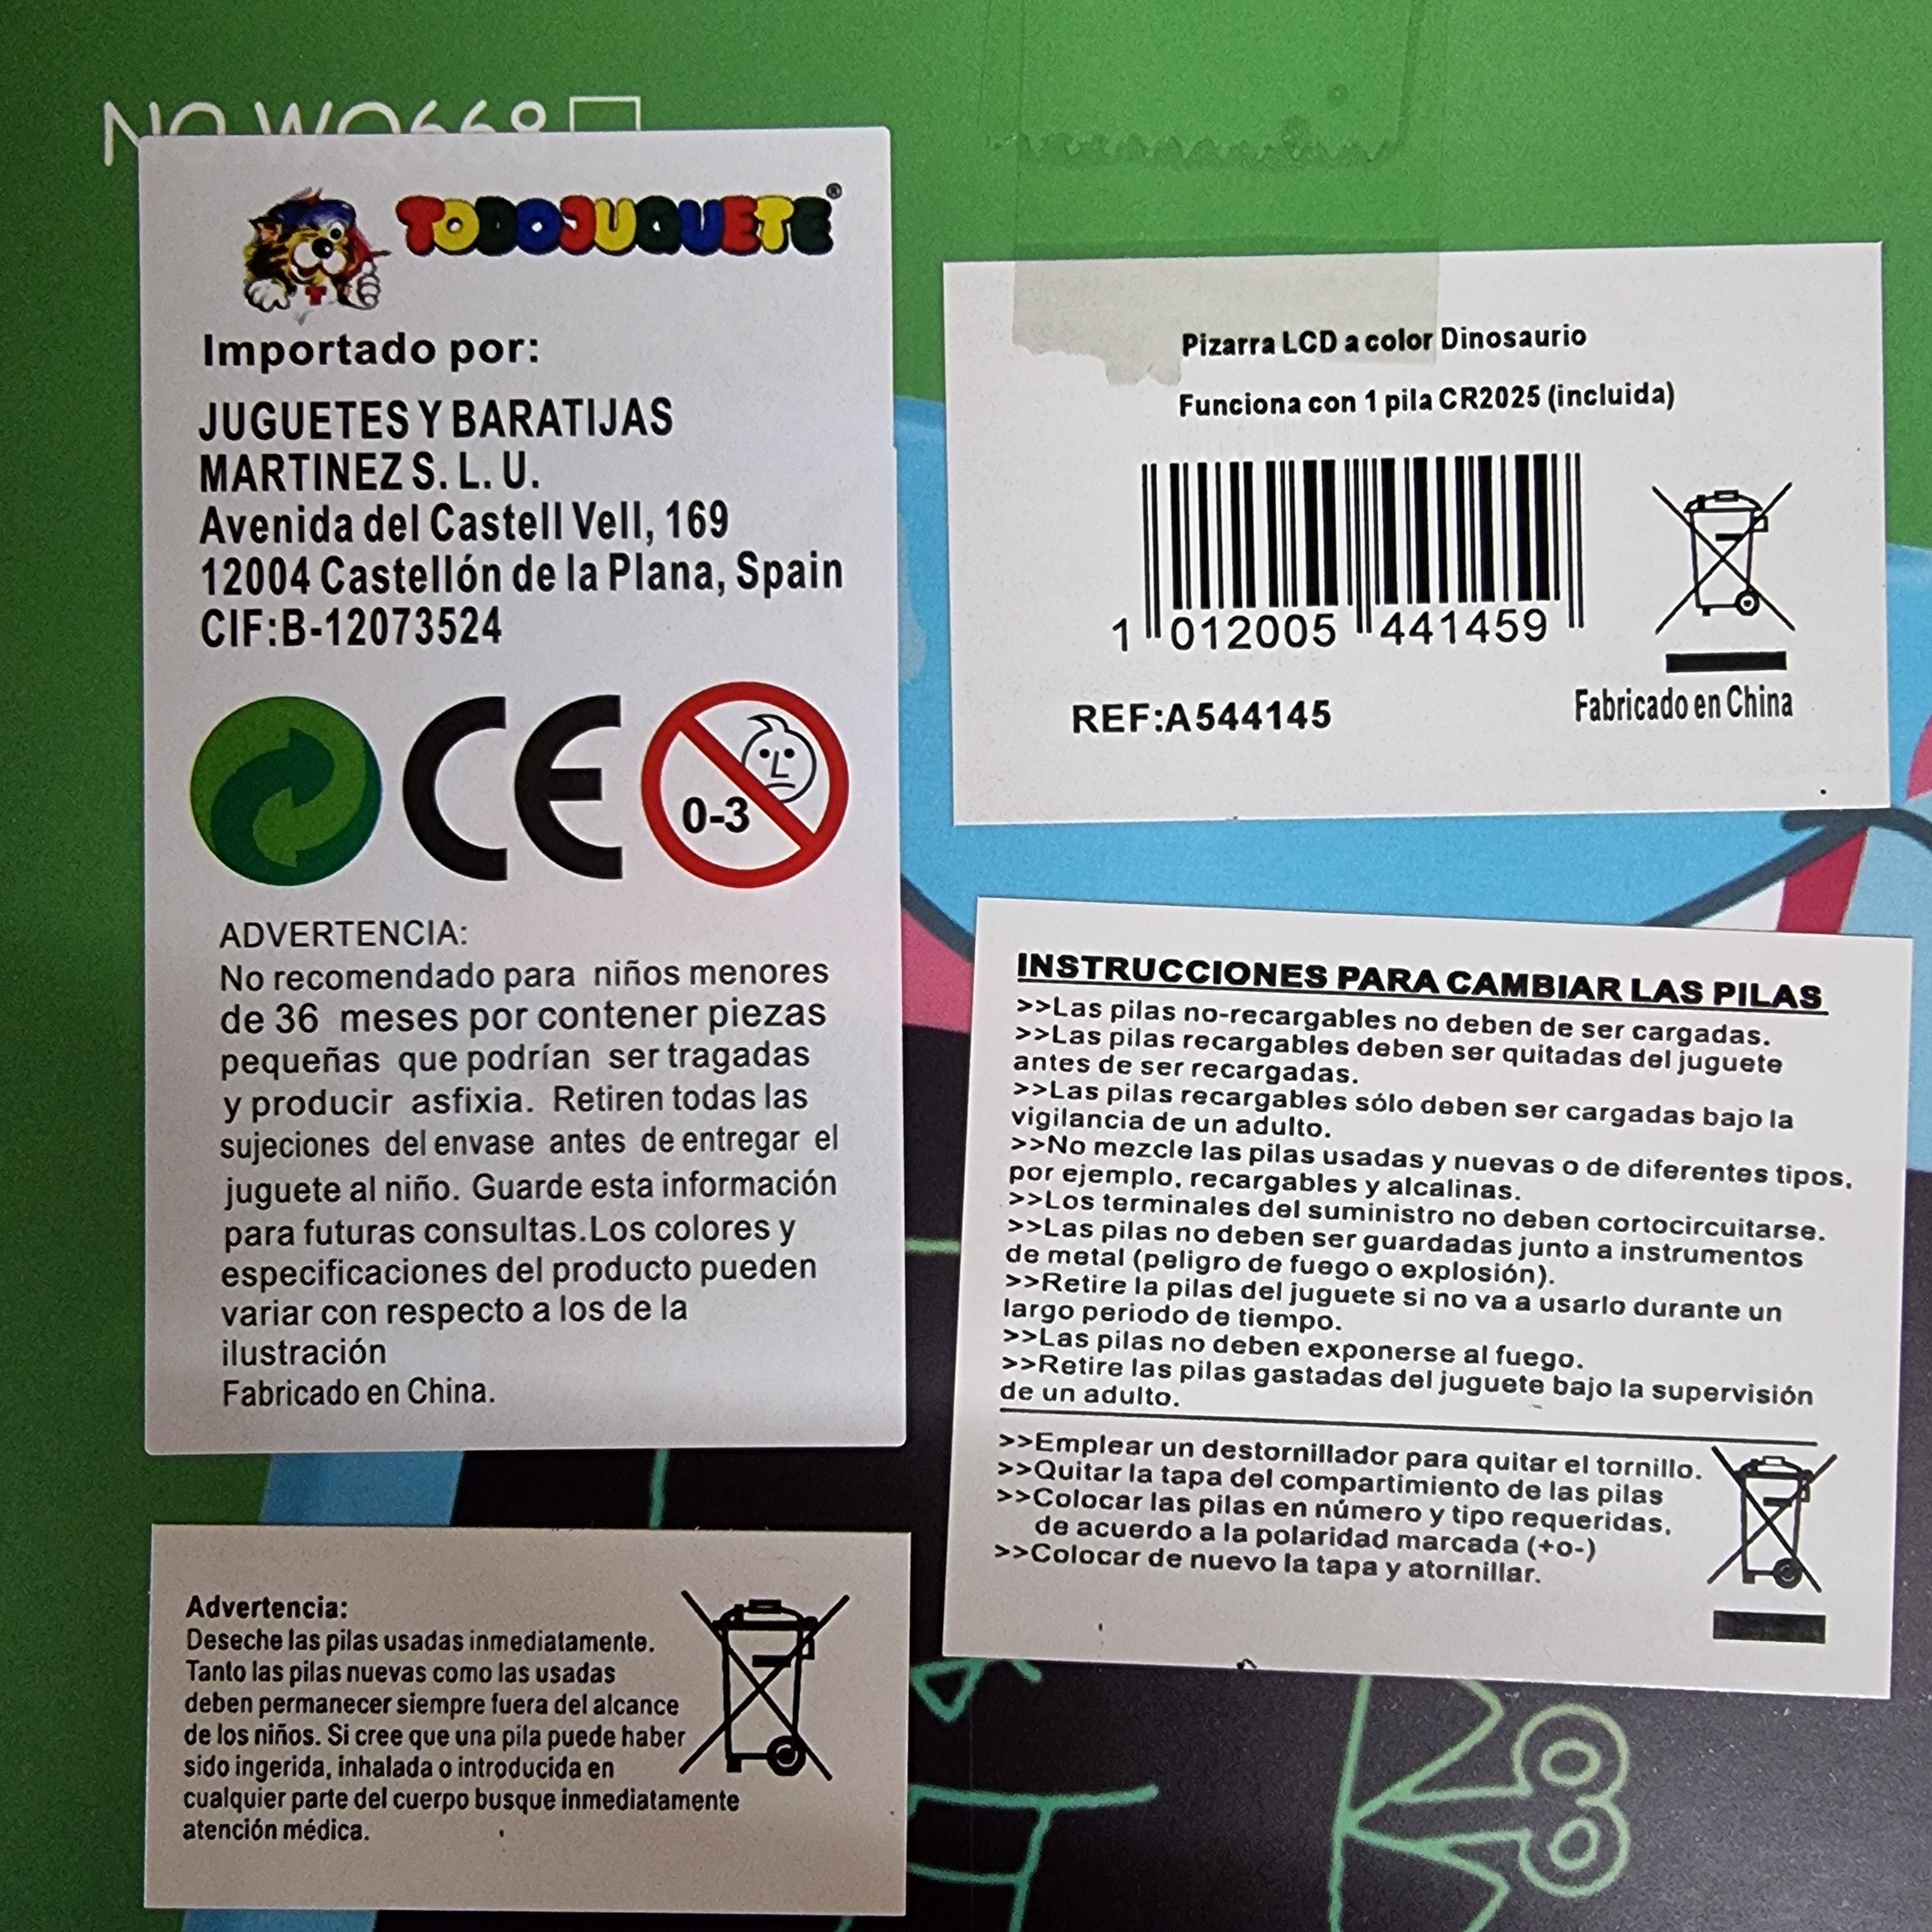 NO.WQ668
TODOJUGUETE®
Importado por:
JUGUETES Y BARATIJAS
MARTINEZ S. L. U.
Avenida del Castell Vell, 169
12004 Castellón de la Plana, Spain
CIF:B-12073524
CE
0-3
ADVERTENCIA:
No recomendado para niños menores
de 36 meses por contener piezas
pequeñas que podrían ser tragadas
y producir asfixia. Retiren todas las
sujeciones del envase antes de entregar el
juguete al niño. Guarde esta información
para futuras consultas.Los colores y
especificaciones del producto pueden
variar con respecto a los de la
ilustración
Fabricado en China.
Advertencia:
Deseche las pilas usadas inmediatamente.
Tanto las pilas nuevas como las usadas
deben permanecer siempre fuera del alcance
de los niños. Si cree que una pila puede haber
sido ingerida, inhalada o introducida en
cualquier parte del cuerpo busque inmediatamente
atención médica.
Pizarra LCD a color Dinosaurio
Funciona con 1 pila CR2025 (incluida)
1 012005 441459
REF:A544145
Fabricado en China
INSTRUCCIONES PARA CAMBIAR LAS PILAS
>>Las pilas no-recargables no deben de ser cargadas.
>>Las pilas recargables deben ser quitadas del juguete
antes de ser recargadas.
>>Las pilas recargables sólo deben ser cargadas bajo la
vigilancia de un adulto.
>>No mezcle las pilas usadas y nuevas o de diferentes tipos,
por ejemplo, recargables y alcalinas.
>>Los terminales del suministro no deben cortocircuitarse.
>>Las pilas no deben ser guardadas junto a instrumentos
de metal (peligro de fuego o explosión).
>>Retire la pilas del juguete si no va a usarlo durante un
largo periodo de tiempo.
>>Las pilas no deben exponerse al fuego.
>>Retire las pilas gastadas del juguete bajo la supervisión
de un adulto.
>>Emplear un destornillador para quitar el tornillo.
>>Quitar la tapa del compartimiento de las pilas
>>Colocar las pilas en número y tipo requeridas,
de acuerdo a la polaridad marcada (+o-)
>>Colocar de nuevo la tapa y atornillar.